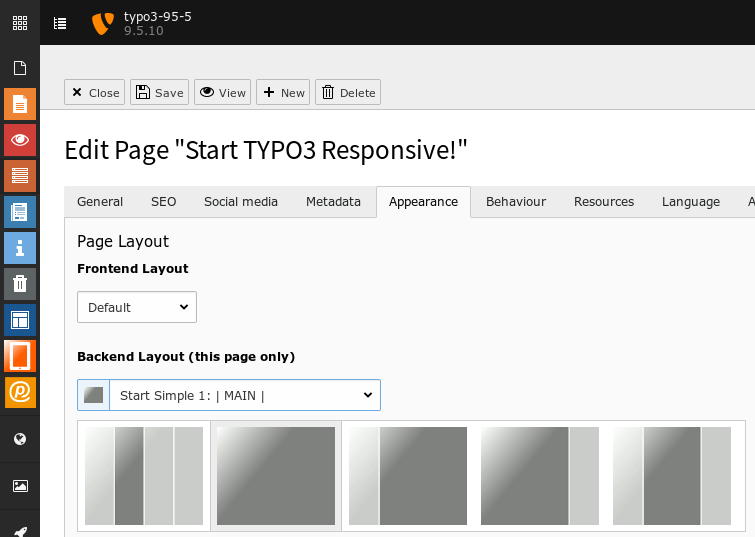 typo3-95-5
9.5.10
Close Save View New Delete
Edit Page "Start TYPO3 Responsive!"
General SEO Social media Metadata Appearance Behaviour Resources Language A
Page Layout
Frontend Layout
Default
Backend Layout (this page only)
Start Simple 1: | MAIN |